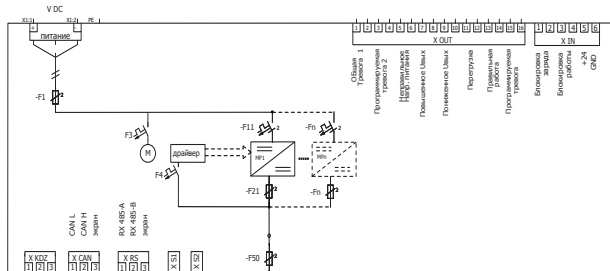 V DC
X1:1 X1:2 PE
+ -
питание
-F1
F3
M
F4
драйвер
-F11
-Fn
MP1
MPn
-F21
-Fn
-F50
1 2 3 4 5 6 7 8 9 10 11 12 13 14 15 16
X OUT
Общая
Тревога 1
Программируемая
тревога 2
Неправильное
Напр. питания
Повышенное Uвых
Пониженное Uвых
Перегрузка
Правильная
работа
Программируемая
тревога
1 2 3 4 5 6
X IN
Блокировка
заряда
Блокировка
работы
+24
GND
CAN L
CAN H
экран
RX 485-A
RX 485-B
экран
X KDZ
1 2 3
X CAN
1 2 3
X RS
1 2 3
X S1
X S2